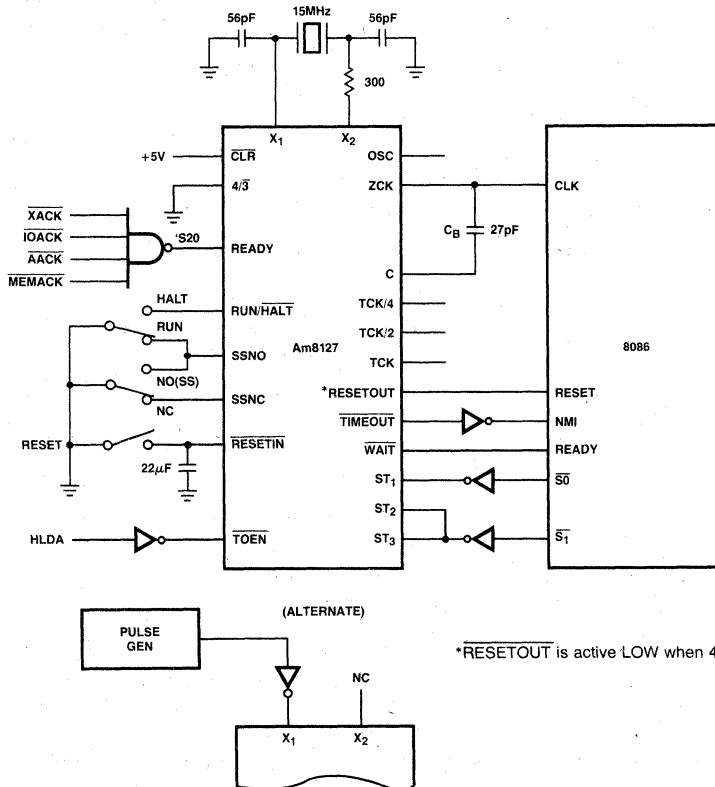 56pF
15MHz
56pF
300
X1
X2
+5V
CLR
OSC
4/3
ZCK
CLK
XACK
IOACK
AACK
MEMACK
'S20
READY
CB
27pF
C
HALT
RUN/HALT
TCK/4
RUN
TCK/2
SSNO
Am8127
8086
TCK
NO(SS)
SSNC
*RESETOUT
RESET
NC
TIMEOUT
NMI
RESET
RESETIN
WAIT
READY
22μF
ST1
S0
ST2
HLDA
TOEN
ST3
S1
(ALTERNATE)
PULSE
GEN
*RESETOUT is active LOW when 4
NC
X1
X2